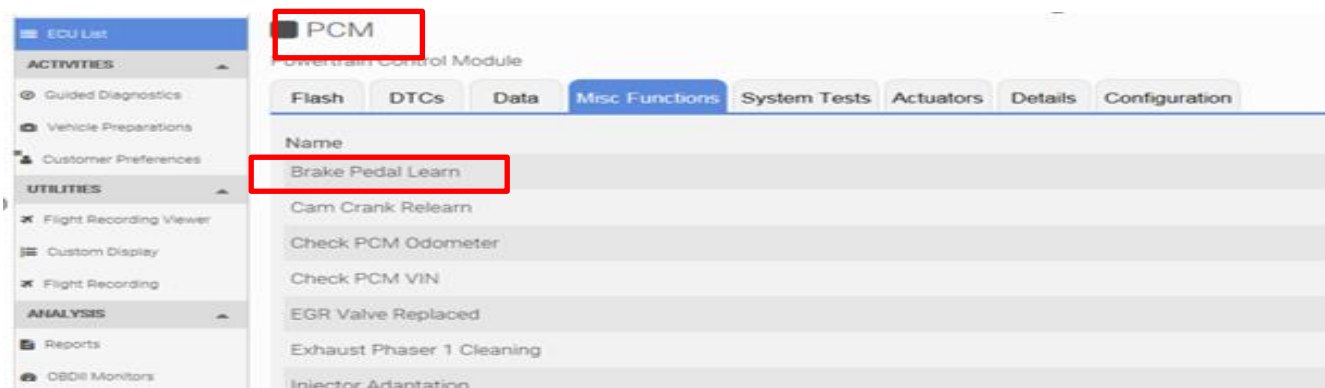 ECU List
ACTIVITIES
Guided Diagnostics
Vehicle Preparations
Customer Preferences
UTILITIES
Flight Recording Viewer
Custom Display
Flight Recording
ANALYSIS
Reports
OBDII Monitors
PCM
Powertrain Control Module
Flash DTCs Data Misc Functions System Tests Actuators Details Configuration
Name
Brake Pedal Learn
Cam Crank Relearn
Check PCM Odometer
Check PCM VIN
EGR Valve Replaced
Exhaust Phaser 1 Cleaning
Injector Adaptation